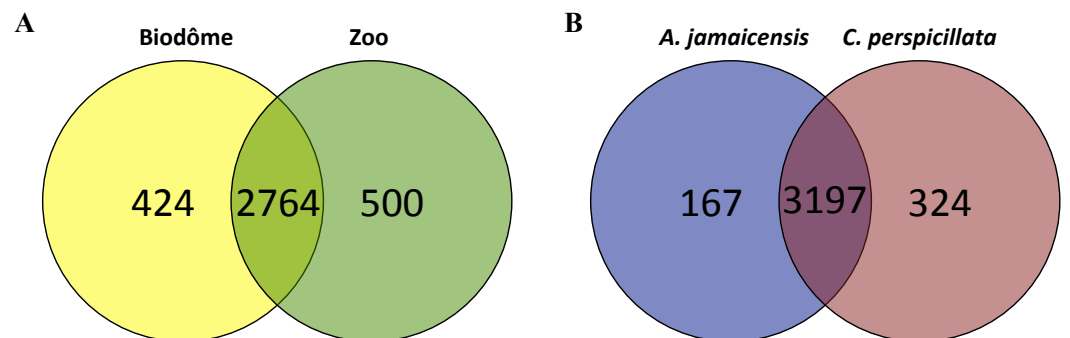 A
Biodôme Zoo
424 2764 500
B
A. jamaicensis C. perspicillata
167 3197 324